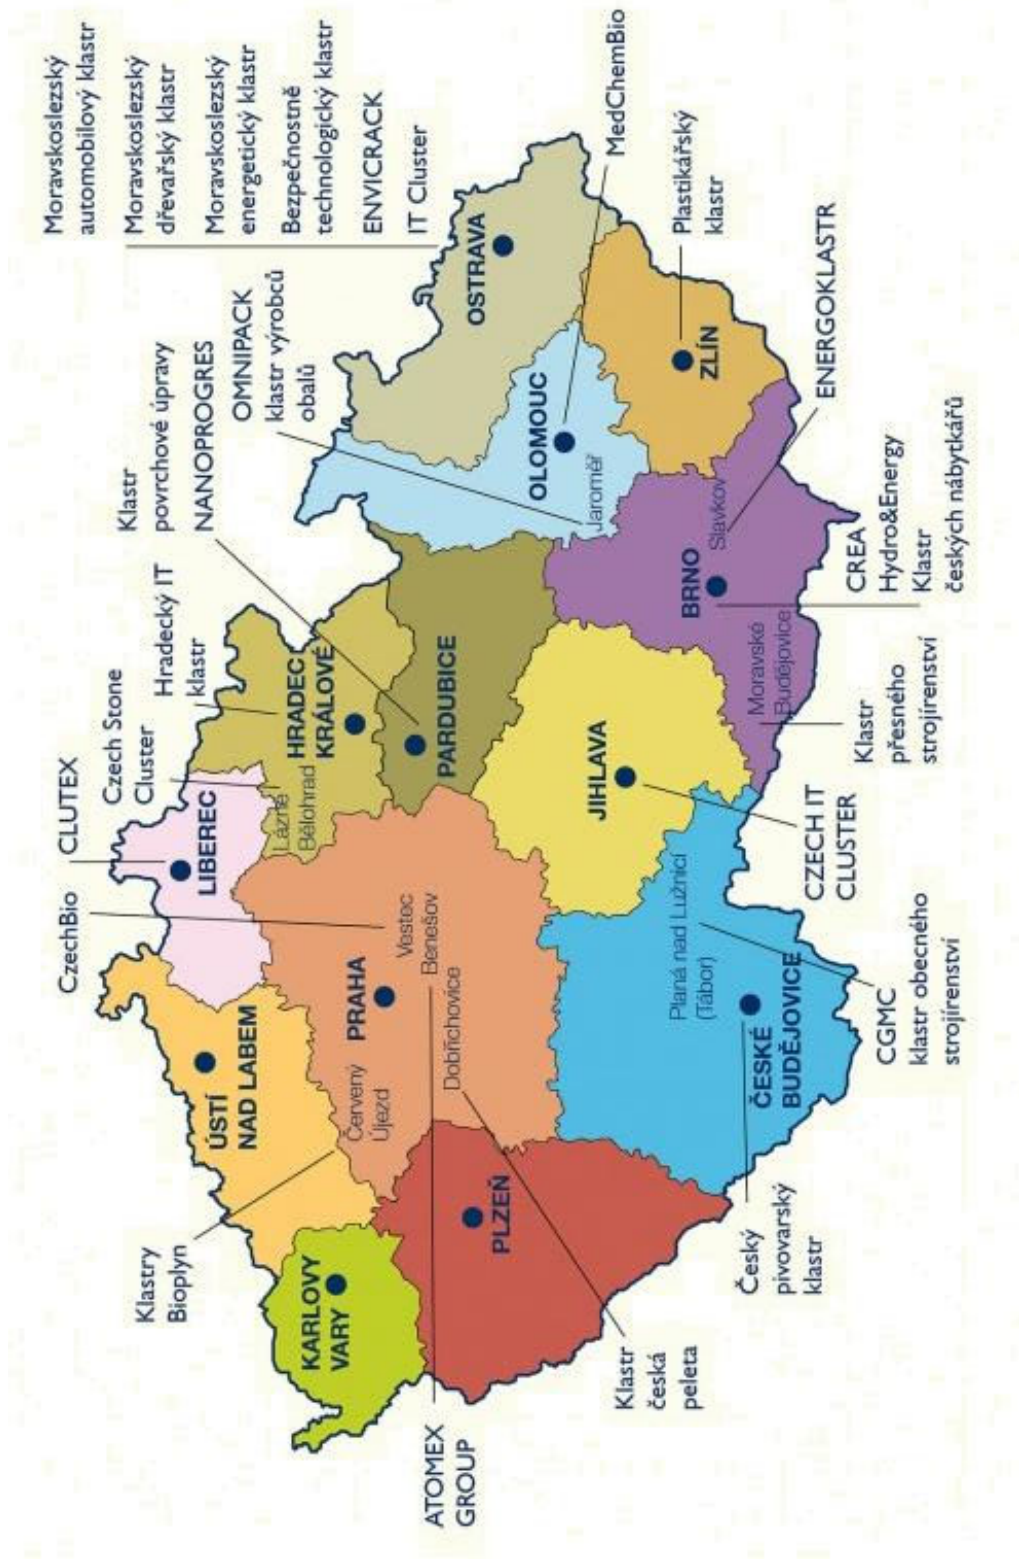 Moravskoslezský
automobilový klastr
Moravskoslezský
dřevařský klastr
Moravskoslezský
energetický klastr
Bezpečnostně
technologický klastr
ENVICRACK
IT Cluster
Klastr
povrchové úpravy
NANOPROGRES
OMNIPACK
klastr výrobců
obalů
Hradecký IT
klastr
Czech Stone
Cluster
CLUTEX
CzechBio
Klastry
Bioplyn
LIBEREC
Lázně
Bělohrad
HRADEC
KRÁLOVÉ
PARDUBICE
ÚSTÍ
NAD LABEM
KARLOVY
VARY
Červený
Újezd
PRAHA
Vestec
Benešov
Dobřichovice
PLZEŇ
OSTRAVA
OLOMOUC
Jaroměř
MedChemBio
ZLÍN
Plastikářský
klastr
JIHLAVA
BRNO
Slavkov
Moravské
Budějovice
Planá nad Lužnicí
(Tábor)
ČESKÉ
BUDĚJOVICE
ATOMEX
GROUP
Klastr
česká
peleta
Český
pivovarský
klastr
CGMC
klastr obecného
strojírenství
CZECH IT
CLUSTER
Klastr
přesného
strojírenství
CREA
Hydro&Energy
Klastr
českých nábytkářů
ENERGOKLASTR